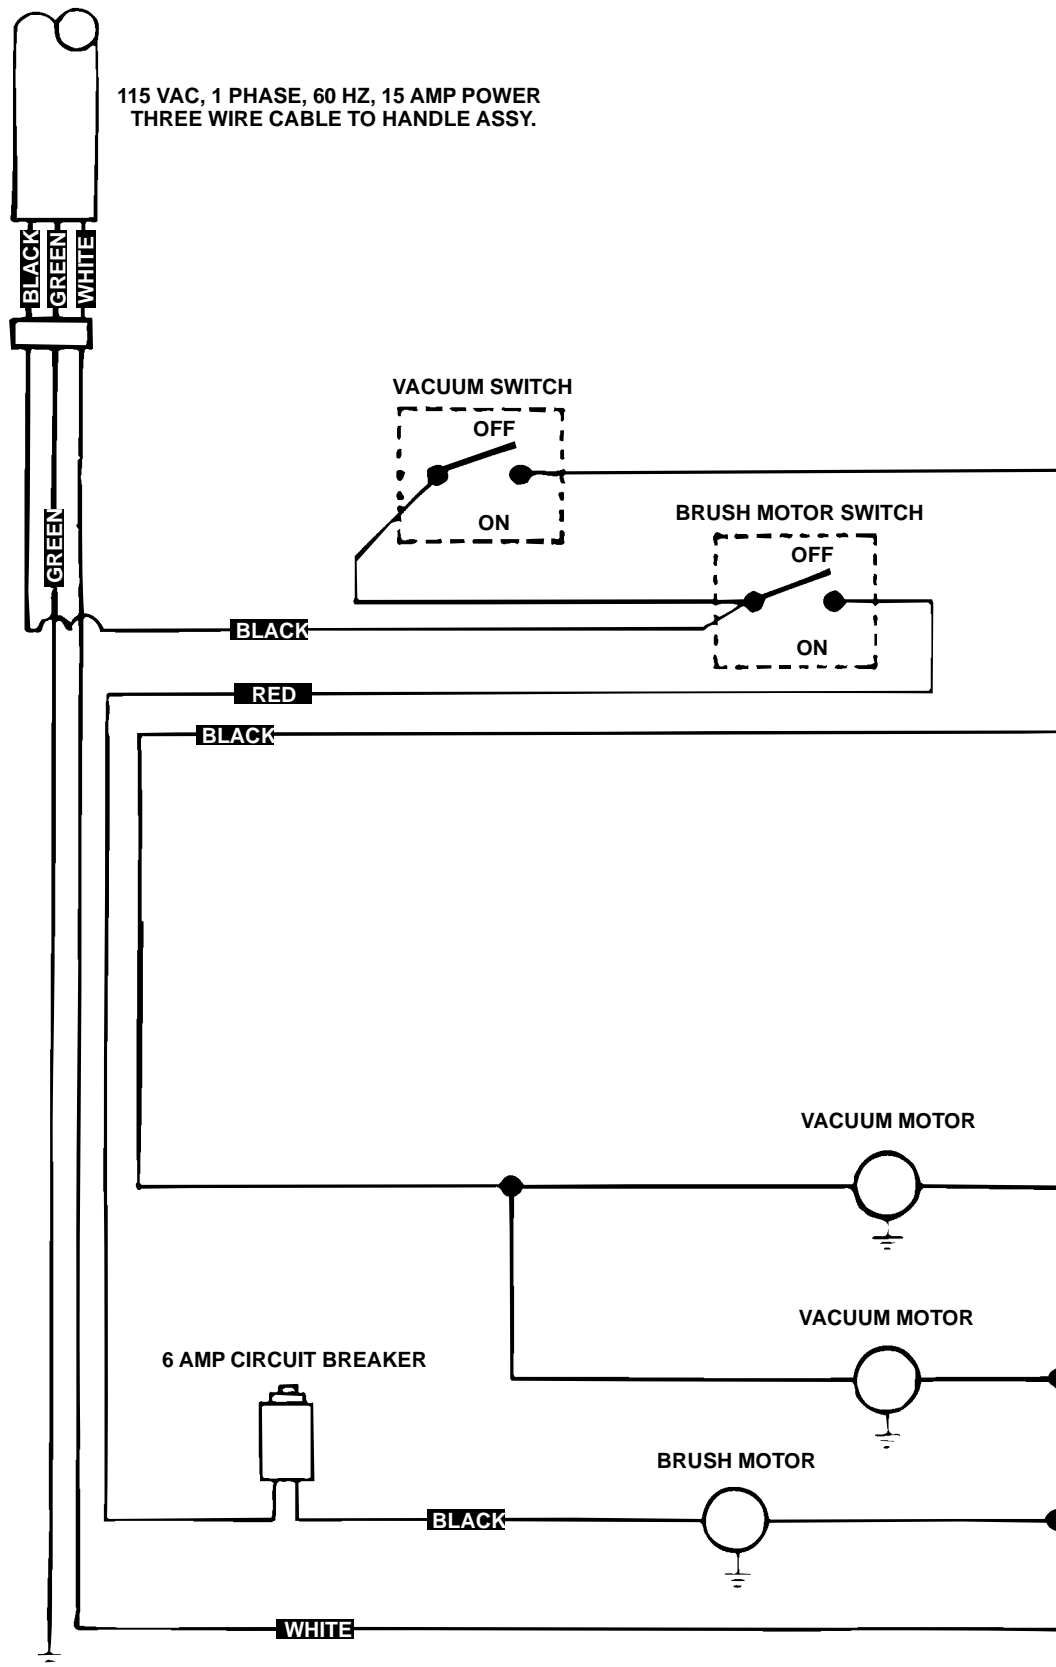 115 VAC, 1 PHASE, 60 HZ, 15 AMP POWER
THREE WIRE CABLE TO HANDLE ASSY.
BLACK
GREEN
WHITE
VACUUM SWITCH
OFF
ON
BRUSH MOTOR SWITCH
OFF
ON
GREEN
BLACK
RED
BLACK
VACUUM MOTOR
VACUUM MOTOR
6 AMP CIRCUIT BREAKER
BRUSH MOTOR
BLACK
WHITE